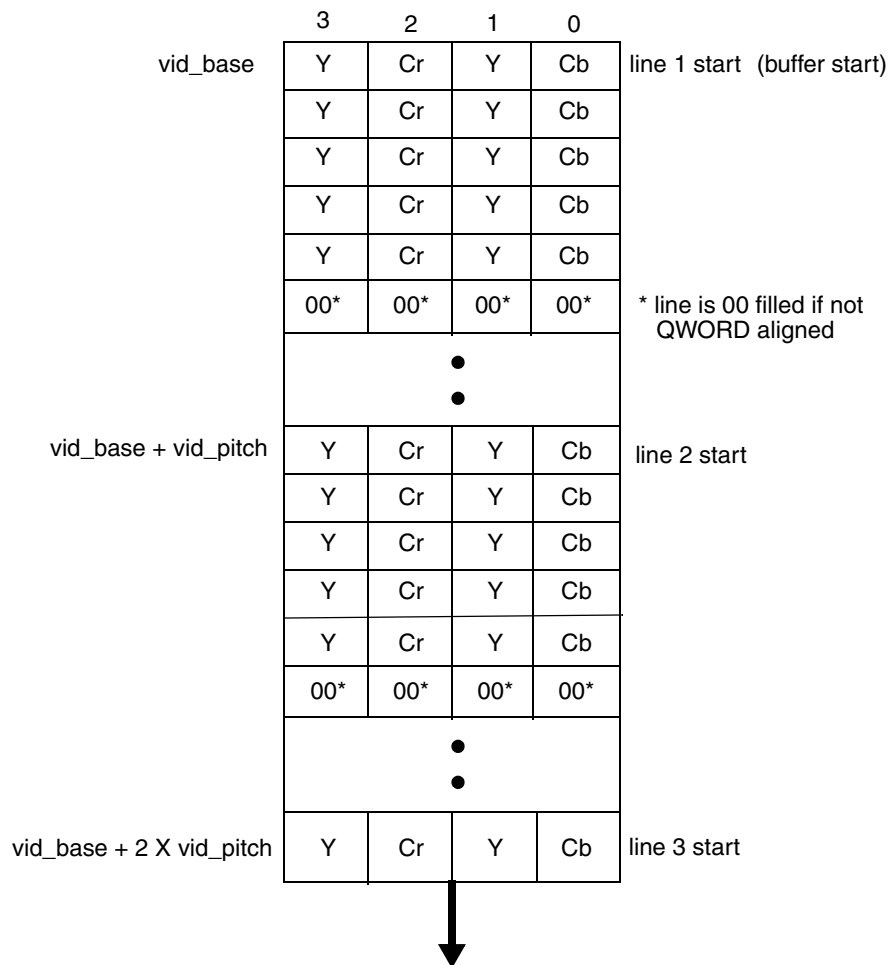 3 2 1 0
vid_base Y Cr Y Cb line 1 start (buffer start)
Y Cr Y Cb
Y Cr Y Cb
Y Cr Y Cb
Y Cr Y Cb
00* 00* 00* 00* * line is 00 filled if not
QWORD aligned
vid_base + vid_pitch Y Cr Y Cb line 2 start
Y Cr Y Cb
Y Cr Y Cb
Y Cr Y Cb
Y Cr Y Cb
00* 00* 00* 00*
vid_base + 2 X vid_pitch Y Cr Y Cb line 3 start